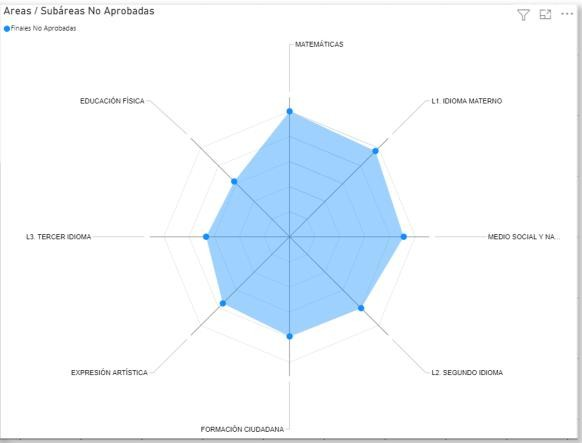 Areas / Subáreas No Aprobadas
Finales No Aprobadas
MATEMÁTICAS
EDUCACIÓN FÍSICA
L1. IDIOMA MATERNO
L3. TERCER IDIOMA
MEDIO SOCIAL Y NA...
EXPRESIÓN ARTÍSTICA
L2. SEGUNDO IDIOMA
FORMACIÓN CIUDADANA